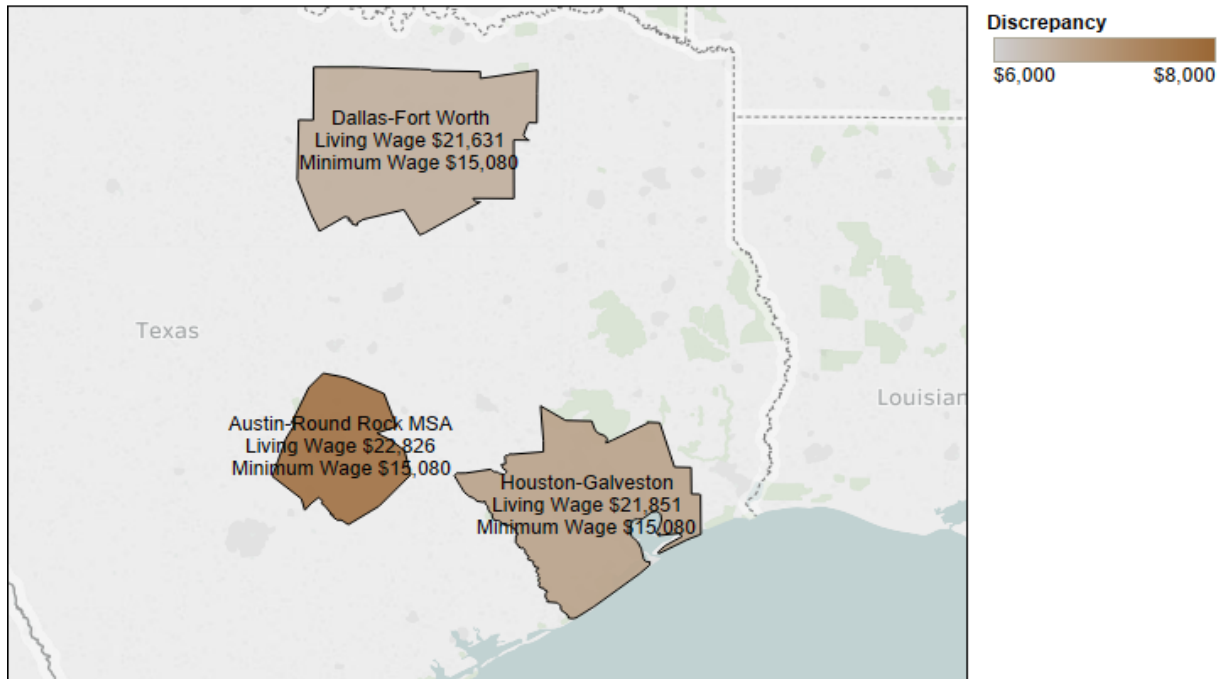 Discrepancy
$6,000 $8,000
Dallas-Fort Worth
Living Wage $21,631
Minimum Wage $15,080
Texas
Louisian
Austin-Round Rock MSA
Living Wage $22,826
Minimum Wage $15,080
Houston-Galveston
Living Wage $21,851
Minimum Wage $15,080